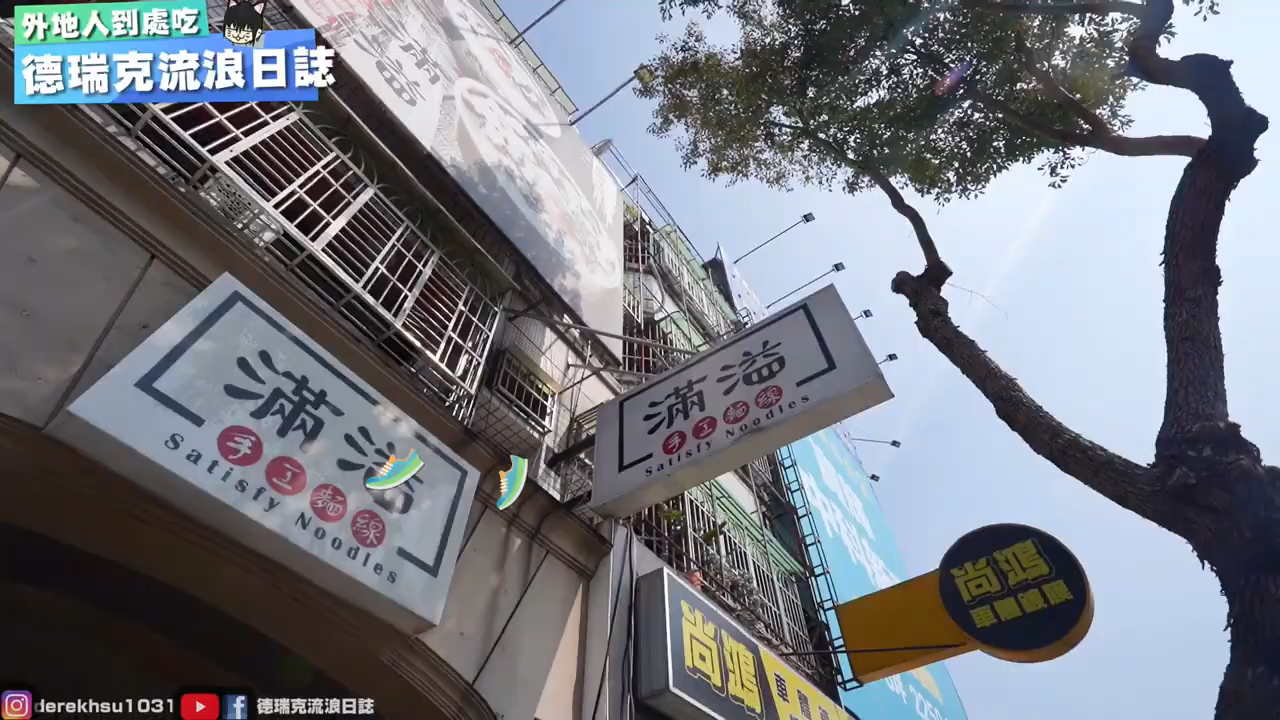 外地人到處吃
德瑞克流浪日誌
滿溢
滿溢
手工麵線
Satisfy Noodles
滿溢
手工麵線
Satisfy Noodles
尚鴻
尚鴻
derekhsu1031
德瑞克流浪日誌